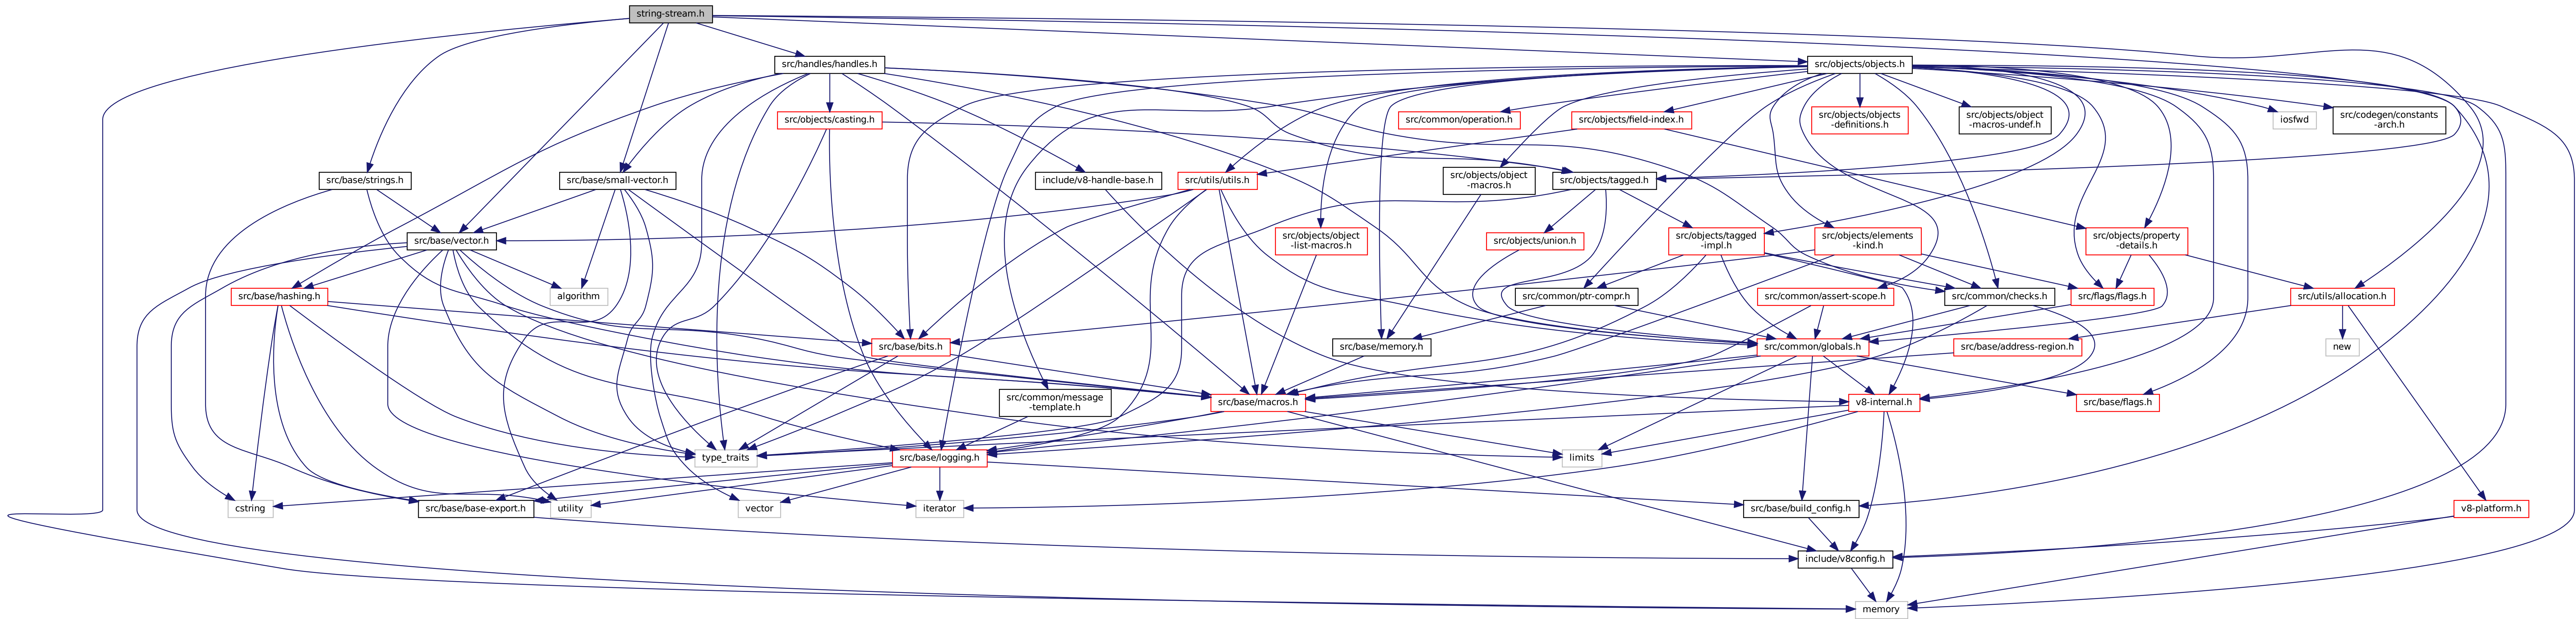 string-stream.h
src/handles/handles.h
src/objects/objects.h
src/objects/casting.h
src/common/operation.h
src/objects/field-index.h
src/objects/objects
-definitions.h
src/objects/object
-macros-undef.h
iosfwd
src/codegen/constants
-arch.h
src/base/strings.h
src/base/small-vector.h
include/v8-handle-base.h
src/utils/utils.h
src/objects/object
-macros.h
src/objects/tagged.h
src/base/vector.h
src/objects/object
-list-macros.h
src/objects/union.h
src/objects/tagged
-impl.h
src/objects/elements
-kind.h
src/objects/property
-details.h
src/base/hashing.h
algorithm
src/common/ptr-compr.h
src/common/assert-scope.h
src/common/checks.h
src/flags/flags.h
src/utils/allocation.h
src/base/bits.h
src/base/memory.h
src/common/globals.h
src/base/address-region.h
new
src/common/message
-template.h
src/base/macros.h
v8-internal.h
src/base/flags.h
type_traits
src/base/logging.h
limits
cstring
src/base/base-export.h
utility
vector
iterator
src/base/build_config.h
v8-platform.h
include/v8config.h
memory